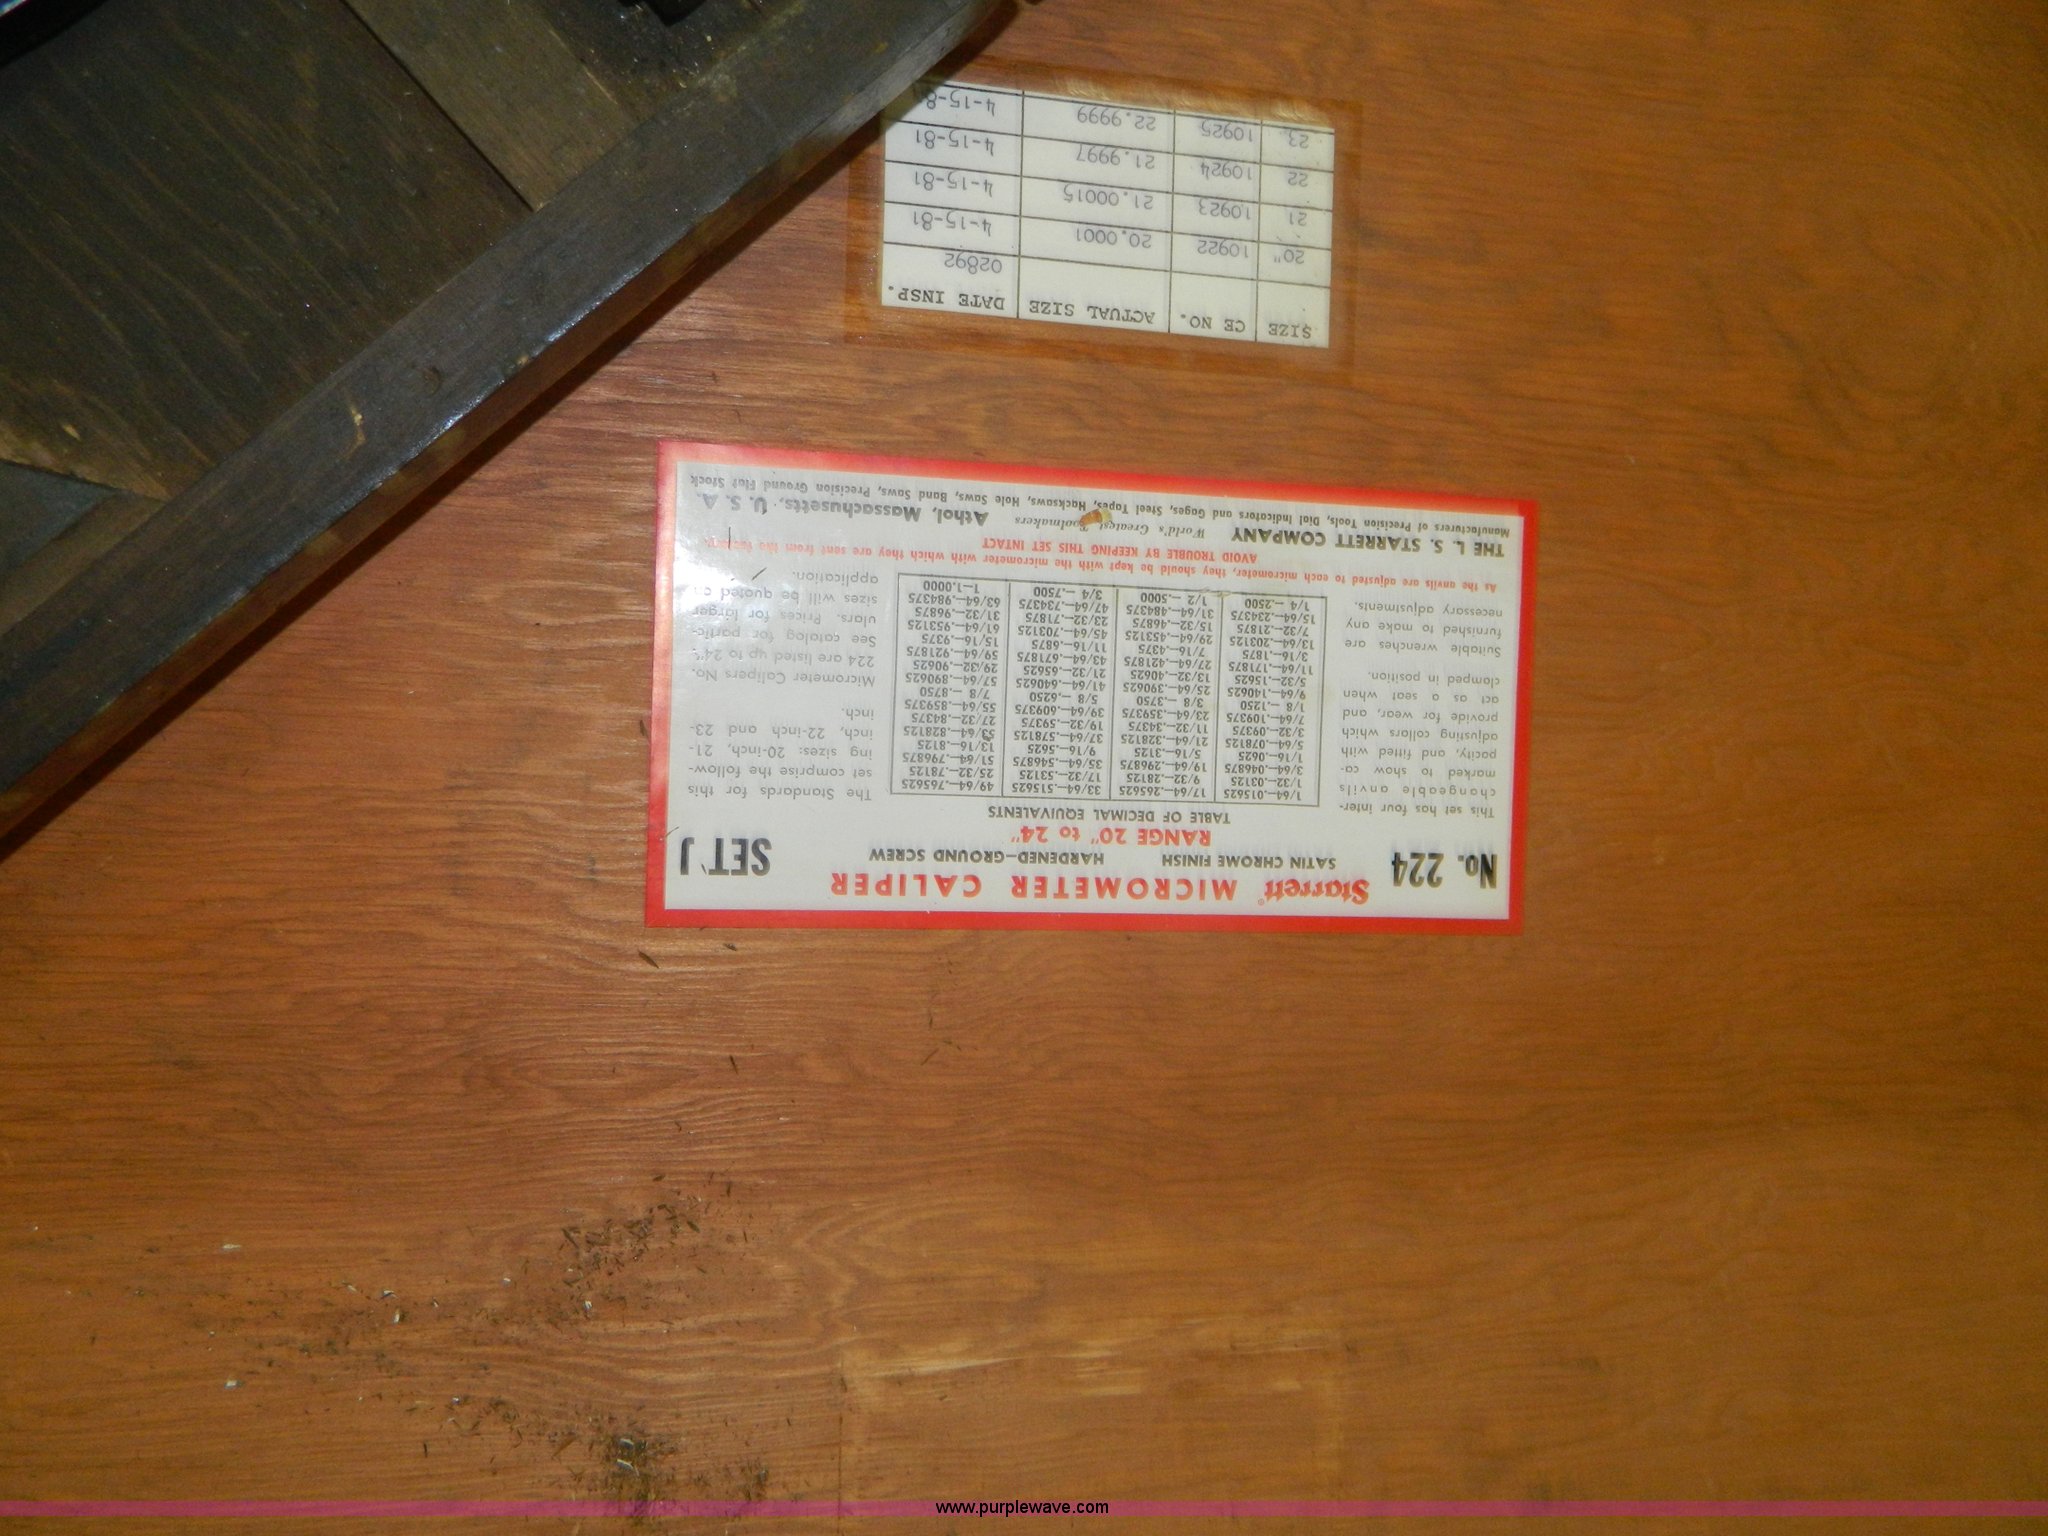 Starrett® MICROMETER CALIPER
No. 224
SATIN CHROME FINISH HARDENED—GROUND SCREW
SET J
RANGE 20" to 24"
TABLE OF DECIMAL EQUIVALENTS
This set has four inter-
changeable anvils
marked to show ca-
pacity, and fitted with
adjusting collars which
provide for wear, and
act as a seat when
clamped in position.
Suitable wrenches are
furnished to make any
necessary adjustments.
1/64—.015625 17/64—.265625 33/64—.515625 49/64—.765625
1/32—.03125 9/32—.28125 17/32—.53125 25/32—.78125
3/64—.046875 19/64—.296875 35/64—.546875 51/64—.796875
1/16—.0625 5/16—.3125 9/16—.5625 13/16—.8125
5/64—.078125 21/64—.328125 37/64—.578125 53/64—.828125
3/32—.09375 11/32—.34375 19/32—.59375 27/32—.84375
7/64—.109375 23/64—.359375 39/64—.609375 55/64—.859375
1/8 —.1250 3/8 —.3750 5/8 —.6250 7/8 —.8750
9/64—.140625 25/64—.390625 41/64—.640625 57/64—.890625
5/32—.15625 13/32—.40625 21/32—.65625 29/32—.90625
11/64—.171875 27/64—.421875 43/64—.671875 59/64—.921875
3/16—.1875 7/16—.4375 11/16—.6875 15/16—.9375
13/64—.203125 29/64—.453125 45/64—.703125 61/64—.953125
7/32—.21875 15/32—.46875 23/32—.71875 31/32—.96875
15/64—.234375 31/64—.484375 47/64—.734375 63/64—.984375
1/4 —.2500 1/2 —.5000 3/4 —.7500 1—1.0000
The Standards for this
set comprise the follow-
ing sizes: 20-inch, 21-
inch, 22-inch and 23-
inch.
Micrometer Calipers No.
224 are listed up to 24".
See catalog for partic-
ulars. Prices for larger
sizes will be quoted on
application.
As the anvils are adjusted to each micrometer, they should be kept with the micrometer with which they are sent from the factory.
AVOID TROUBLE BY KEEPING THIS SET INTACT
THE L. S. STARRETT COMPANY World's Greatest Toolmakers Athol, Massachusetts, U. S. A.
Manufacturers of Precision Tools, Dial Indicators and Gages, Steel Tapes, Hacksaws, Hole Saws, Band Saws, Precision Ground Flat Stock
SIZE CE NO. ACTUAL SIZE DATE INSP.
02892
20" 10922 20.0001 4-15-81
21 10923 21.00015 4-15-81
22 10924 21.9997 4-15-81
23 10925 22.9999 4-15-8
www.purplewave.com